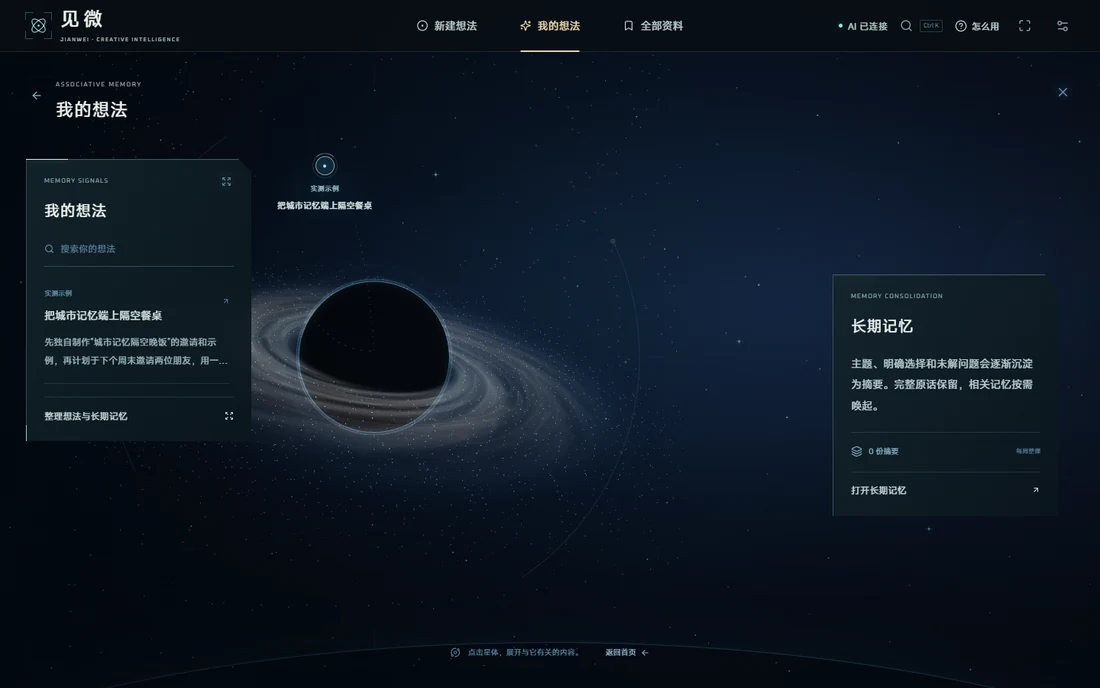 见微
JIANWEI · CREATIVE INTELLIGENCE
新建想法
我的想法
全部资料
AI 已连接
Ctrl K
怎么用
ASSOCIATIVE MEMORY
我的想法
MEMORY SIGNALS
我的想法
搜索你的想法
实测示例
把城市记忆端上隔空餐桌
先独自制作“城市记忆隔空晚饭”的邀请和示
例，再计划于下个周末邀请两位朋友，用一…
整理想法与长期记忆
实测示例
把城市记忆端上隔空餐桌
MEMORY CONSOLIDATION
长期记忆
主题、明确选择和未解问题会逐渐沉淀
为摘要。完整原话保留，相关记忆按需
唤起。
0 份摘要
打开长期记忆
点击星体，展开与它有关的内容。
返回首页